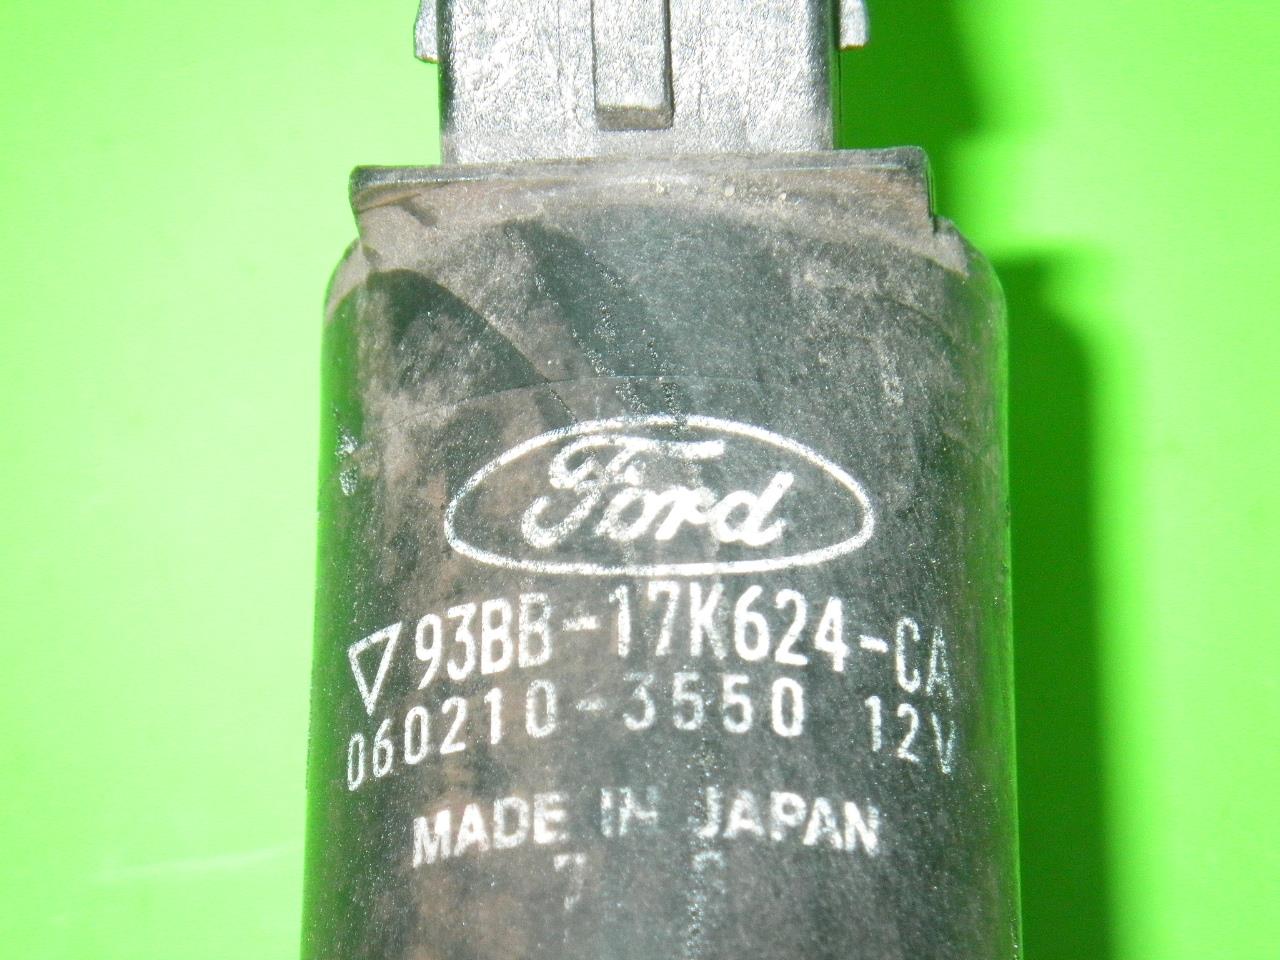 Ford
93BB-17K624-CA
060210-3550 12V
MADE IN JAPAN